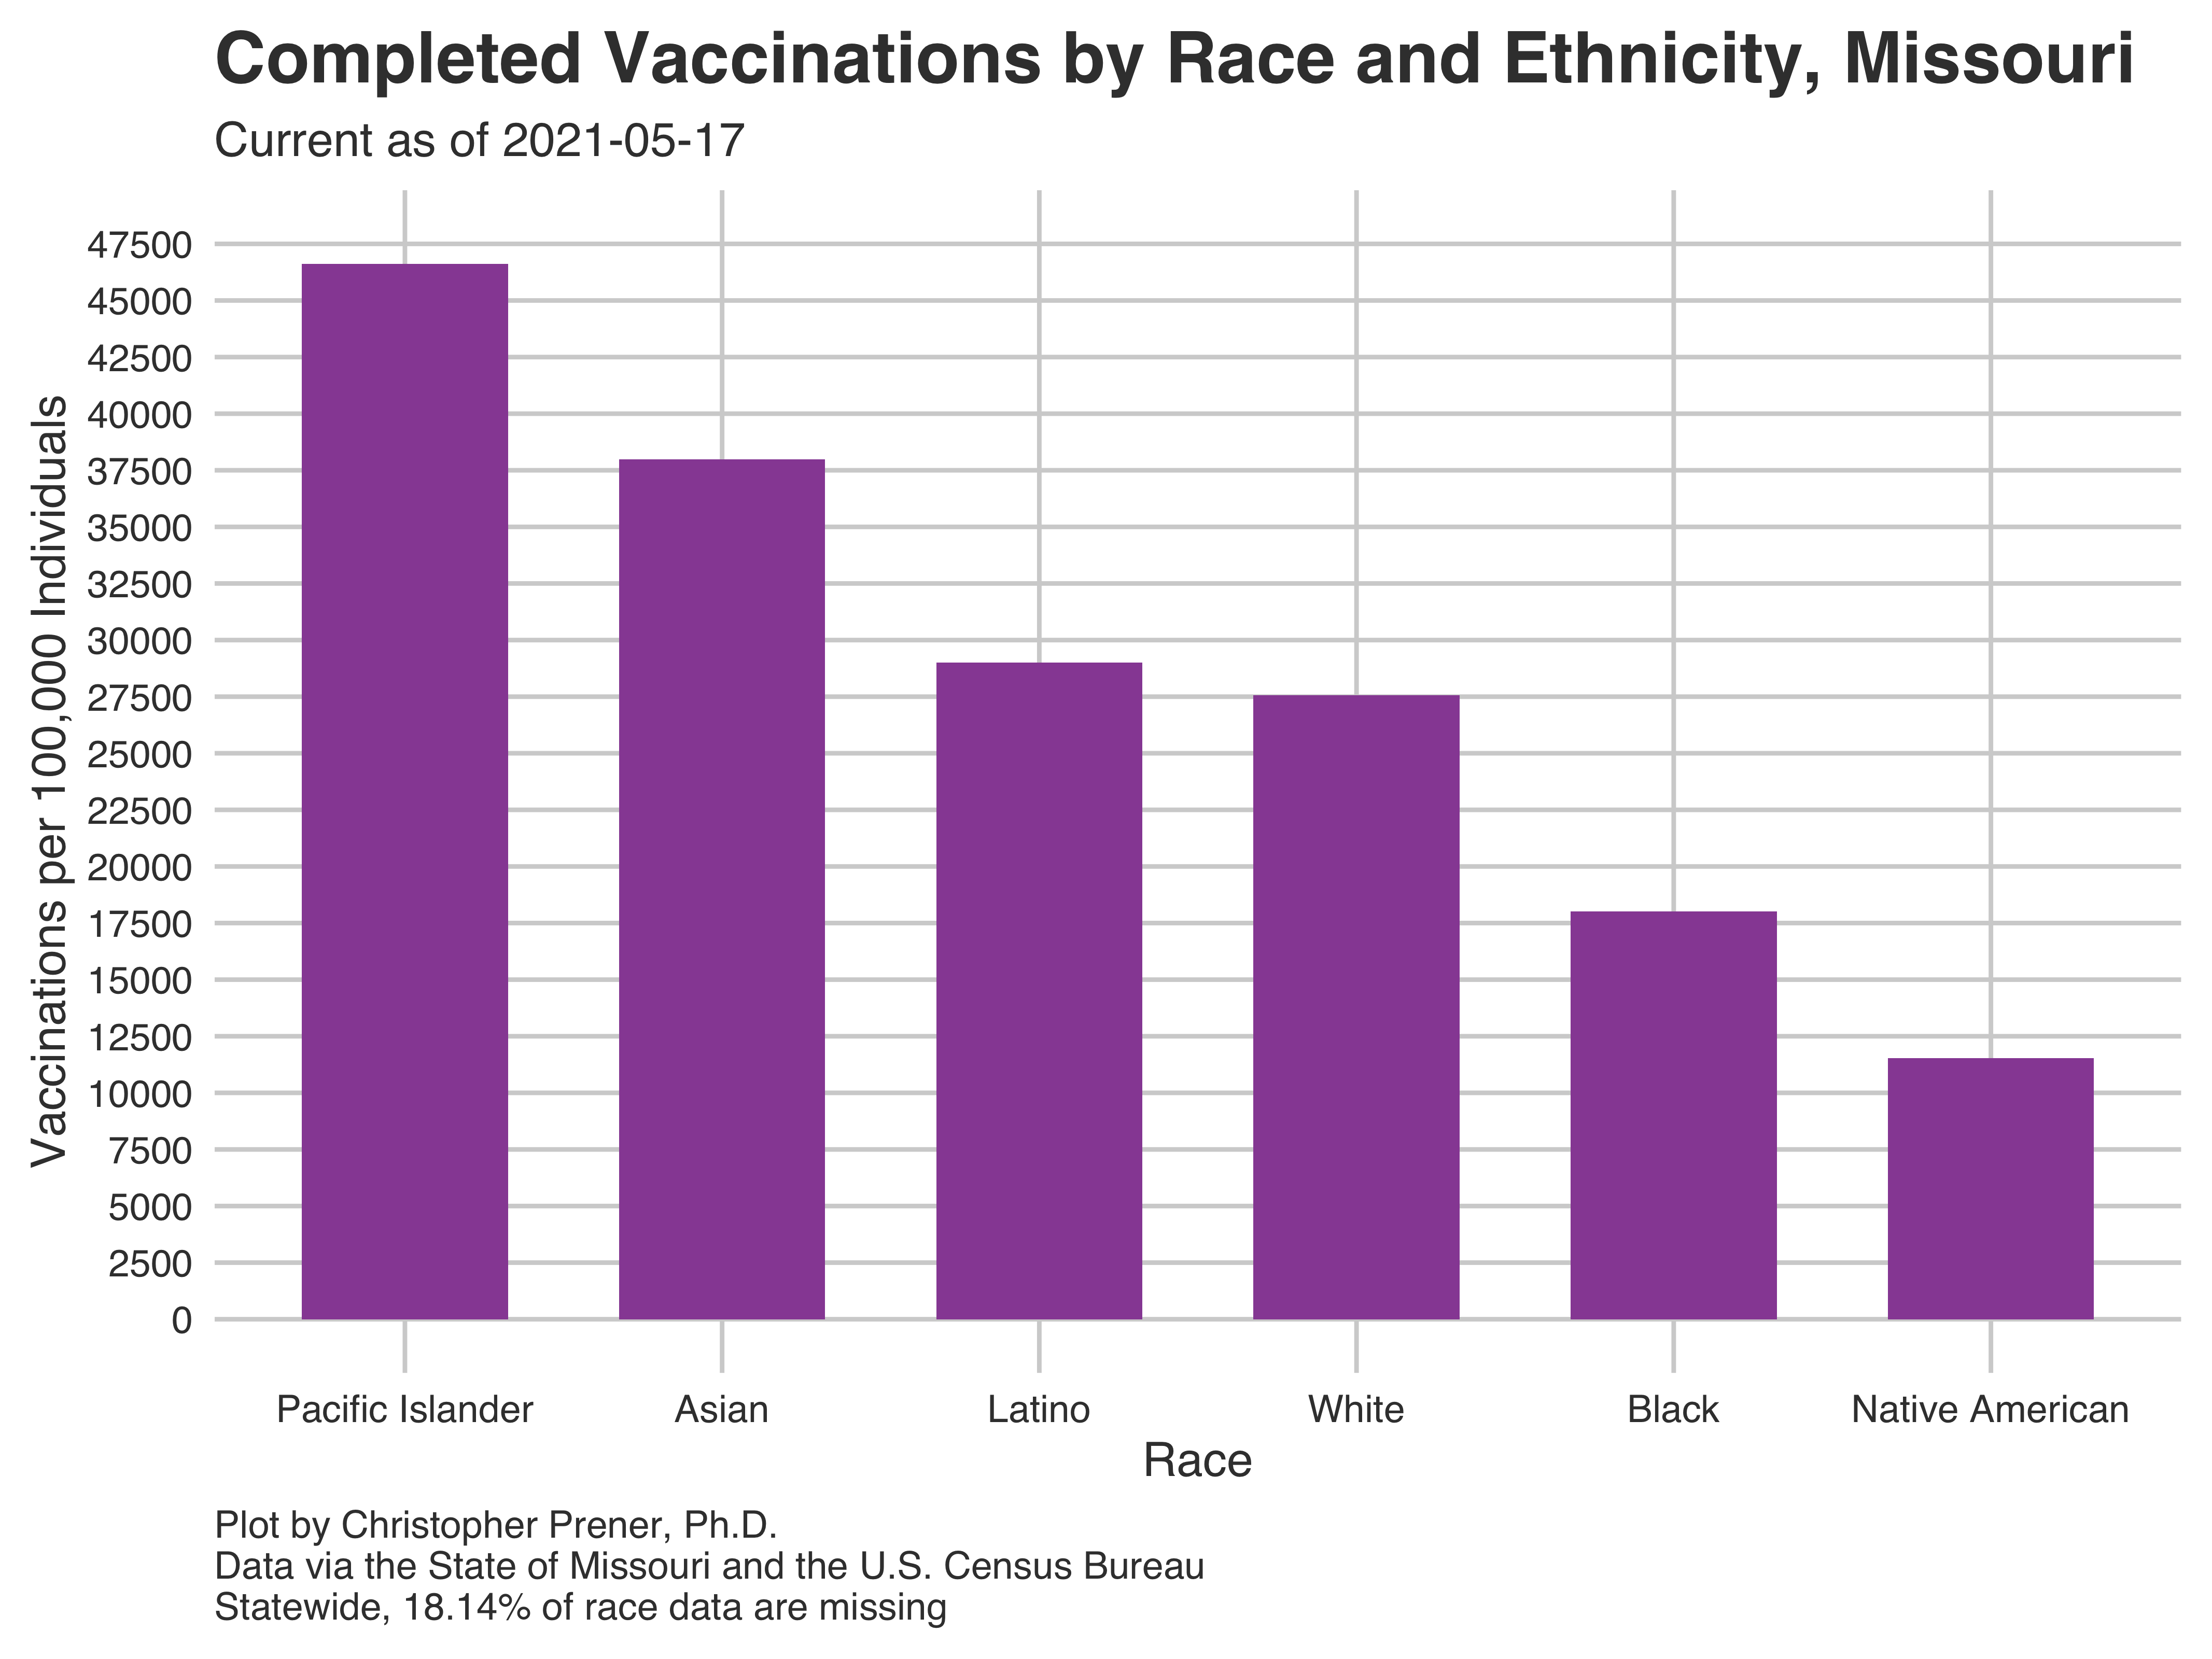 Completed Vaccinations by Race and Ethnicity, Missouri
Current as of 2021-05-17
Vaccinations per 100,000 Individuals
47500
45000
42500
40000
37500
35000
32500
30000
27500
25000
22500
20000
17500
15000
12500
10000
7500
5000
2500
0
Pacific Islander Asian Latino White Black Native American
Race
Plot by Christopher Prener, Ph.D.
Data via the State of Missouri and the U.S. Census Bureau
Statewide, 18.14% of race data are missing